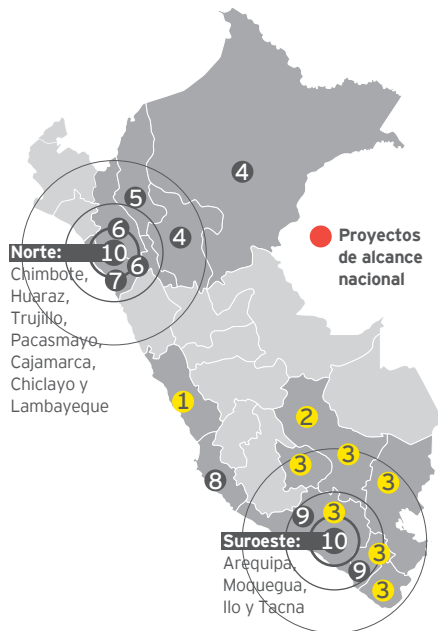 4
5
4
6
Proyectos
de alcance
nacional
Norte:
10
6
7
Chimbote,
Huaraz,
Trujillo,
Pacasmayo,
Cajamarca,
Chiclayo y
Lambayeque
1
2
3
3
3
8
9
3
Suroeste:
10
3
9
3
Arequipa,
Moquegua,
Ilo y Tacna